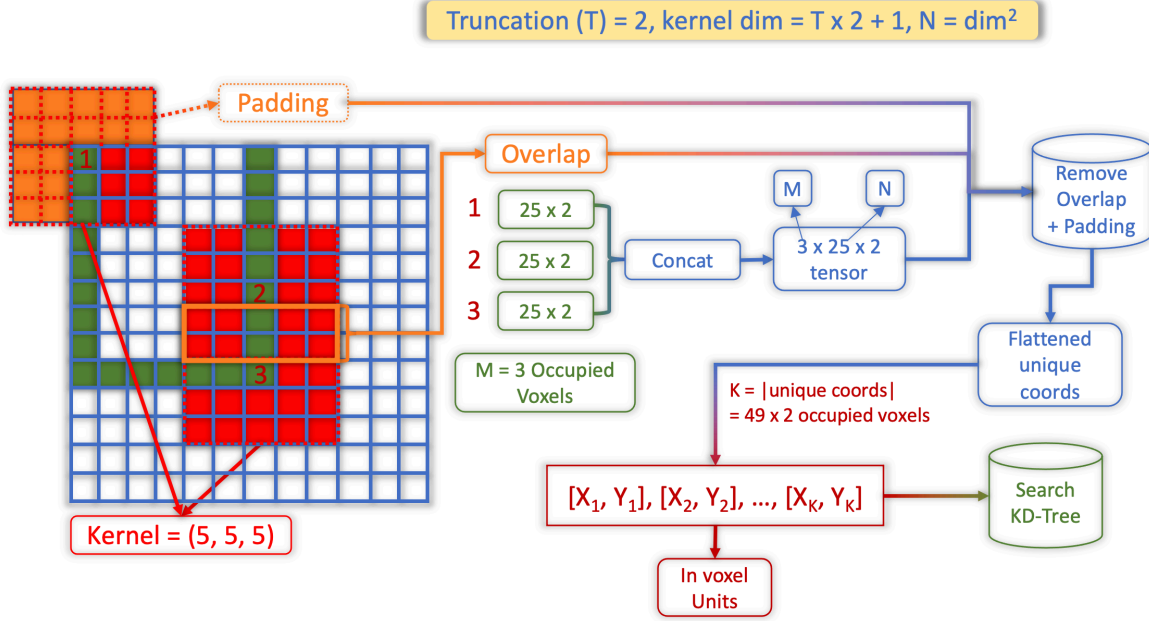 Truncation (T) = 2, kernel dim = T x 2 + 1, N = dim²
Padding
1
Overlap
1
25 x 2
2
25 x 2
3
25 x 2
Concat
M
N
3 x 25 x 2
tensor
Remove
Overlap
+ Padding
2
3
M = 3 Occupied
Voxels
Flattened
unique
coords
K = |unique coords|
= 49 x 2 occupied voxels
[X₁, Y₁], [X₂, Y₂], ..., [X_K, Y_K]
Search
KD-Tree
Kernel = (5, 5, 5)
In voxel
Units